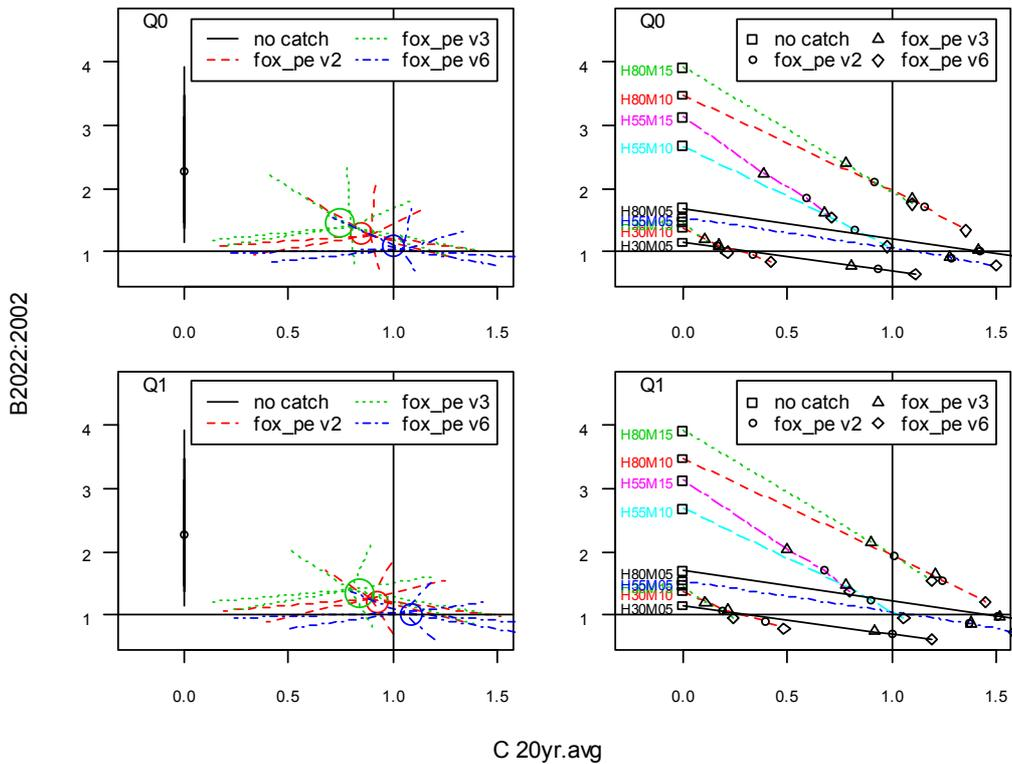 Q0
no catch
fox_pe v2
fox_pe v3
fox_pe v6
4
3
2
1
0.0 0.5 1.0 1.5
Q0
no catch
fox_pe v2
fox_pe v3
fox_pe v6
4
3
2
1
H80M15
H80M10
H55M15
H55M10
H80M05
H55M05
H30M10
H30M05
0.0 0.5 1.0 1.5
B2022:2002
Q1
no catch
fox_pe v2
fox_pe v3
fox_pe v6
4
3
2
1
0.0 0.5 1.0 1.5
Q1
no catch
fox_pe v2
fox_pe v3
fox_pe v6
4
3
2
1
H80M15
H80M10
H55M15
H55M10
H80M05
H55M05
H30M10
H30M05
0.0 0.5 1.0 1.5
C 20yr.avg